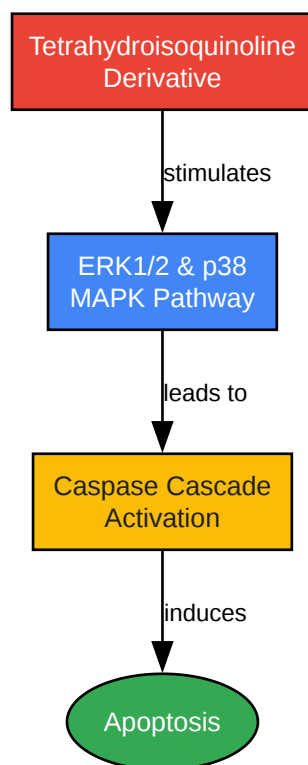 Tetrahydroisoquinoline
Derivative
stimulates
ERK1/2 & p38
MAPK Pathway
leads to
Caspase Cascade
Activation
induces
Apoptosis